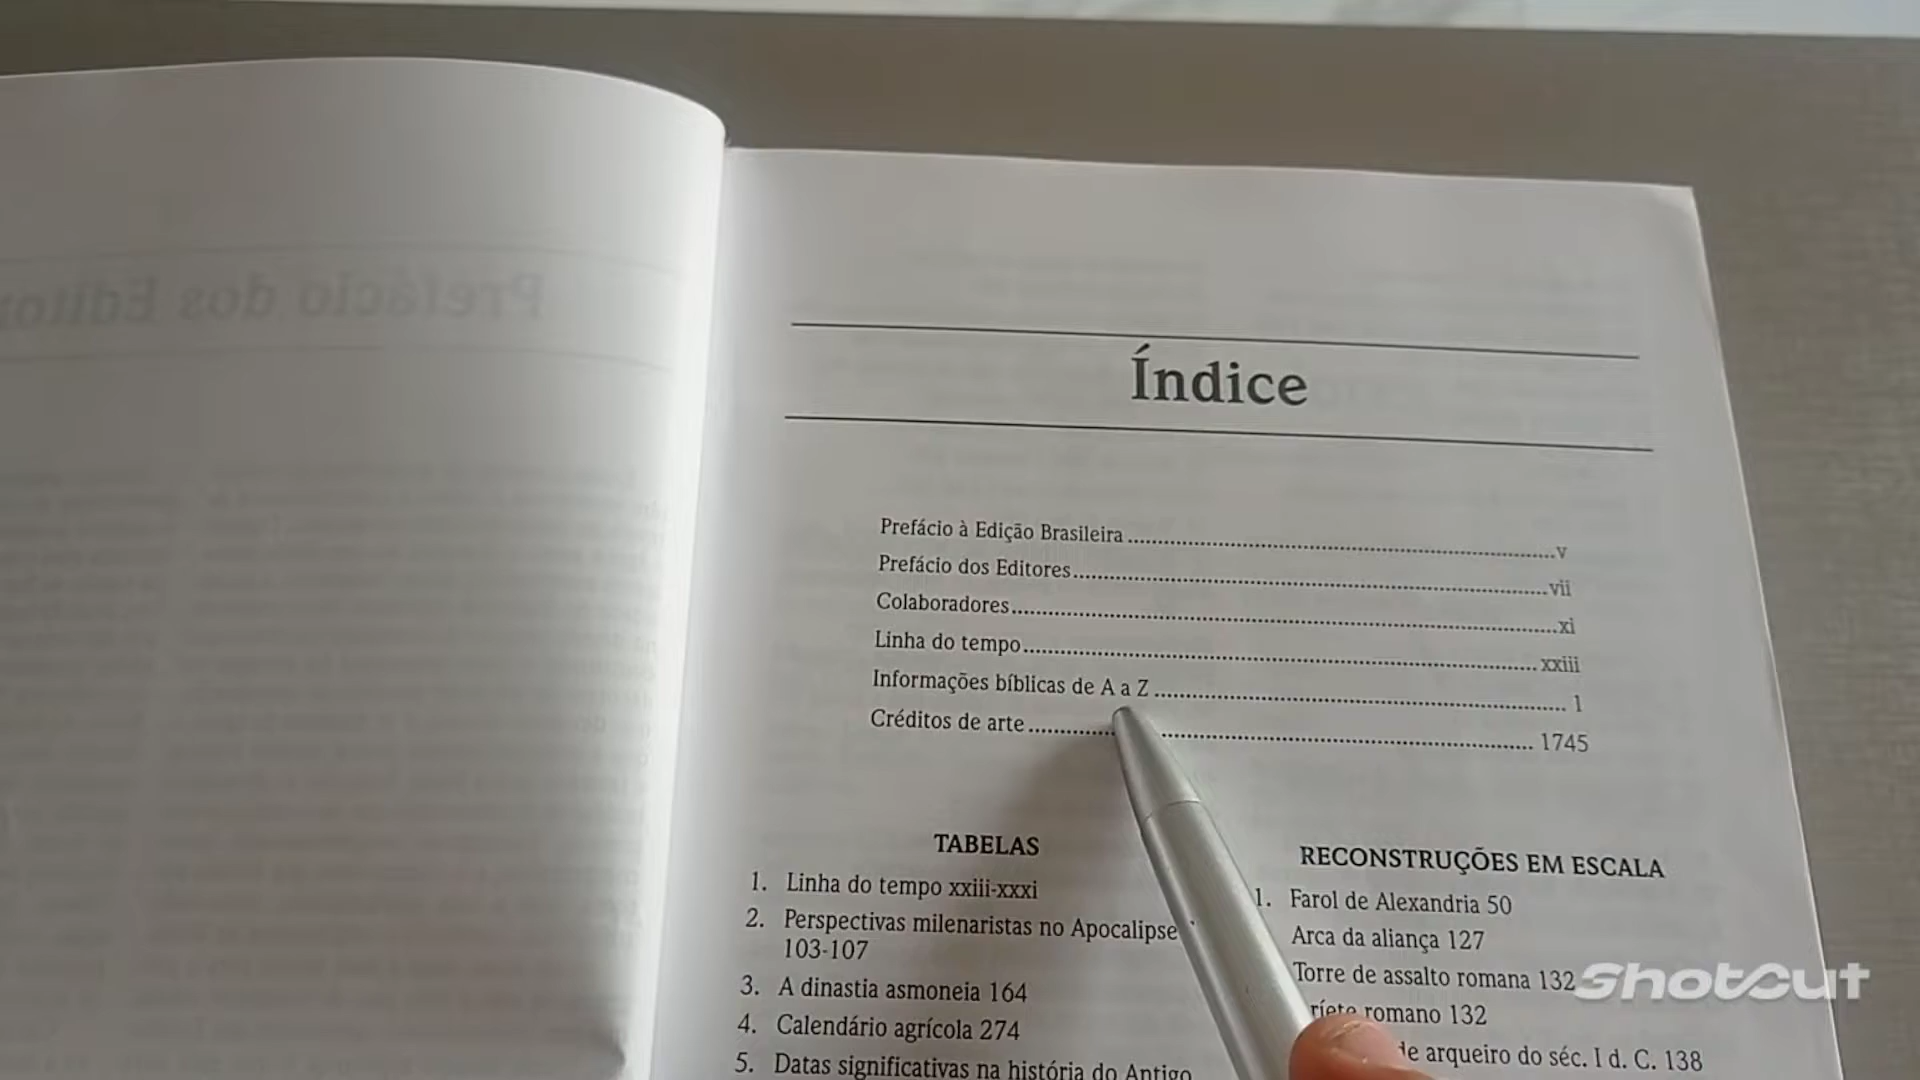 Índice
Prefácio à Edição Brasileira ... v
Prefácio dos Editores ... vii
Colaboradores ... xi
Linha do tempo ... xxiii
Informações bíblicas de A a Z ... 1
Créditos de arte ... 1745
TABELAS
1. Linha do tempo xxiii-xxxi
2. Perspectivas milenaristas no Apocalipse
103-107
3. A dinastia asmoneia 164
4. Calendário agrícola 274
5. Datas significativas na história do Antigo
RECONSTRUÇÕES EM ESCALA
1. Farol de Alexandria 50
Arca da aliança 127
Torre de assalto romana 132
romano 132
de arqueiro do séc. I d. C. 138
Prefácio dos
ShotCut